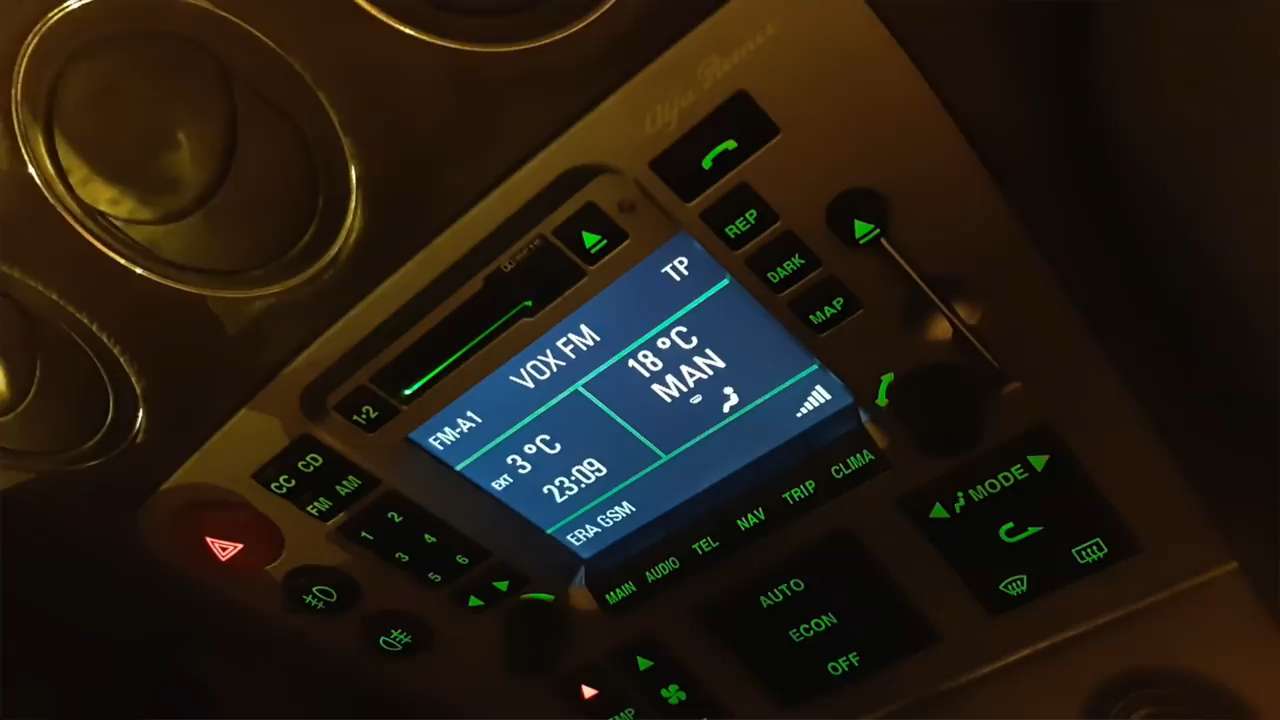 Alfa Romeo
REP
DARK
MAP
1-2
TP
VOX FM
FM-A1
18°C
MAN
EXT 3°C
23:09
ERA GSM
CC CD
FM AM
1 2
3 4
5 6
MAIN AUDIO TEL NAV TRIP CLIMA
MODE
AUTO
ECON
OFF